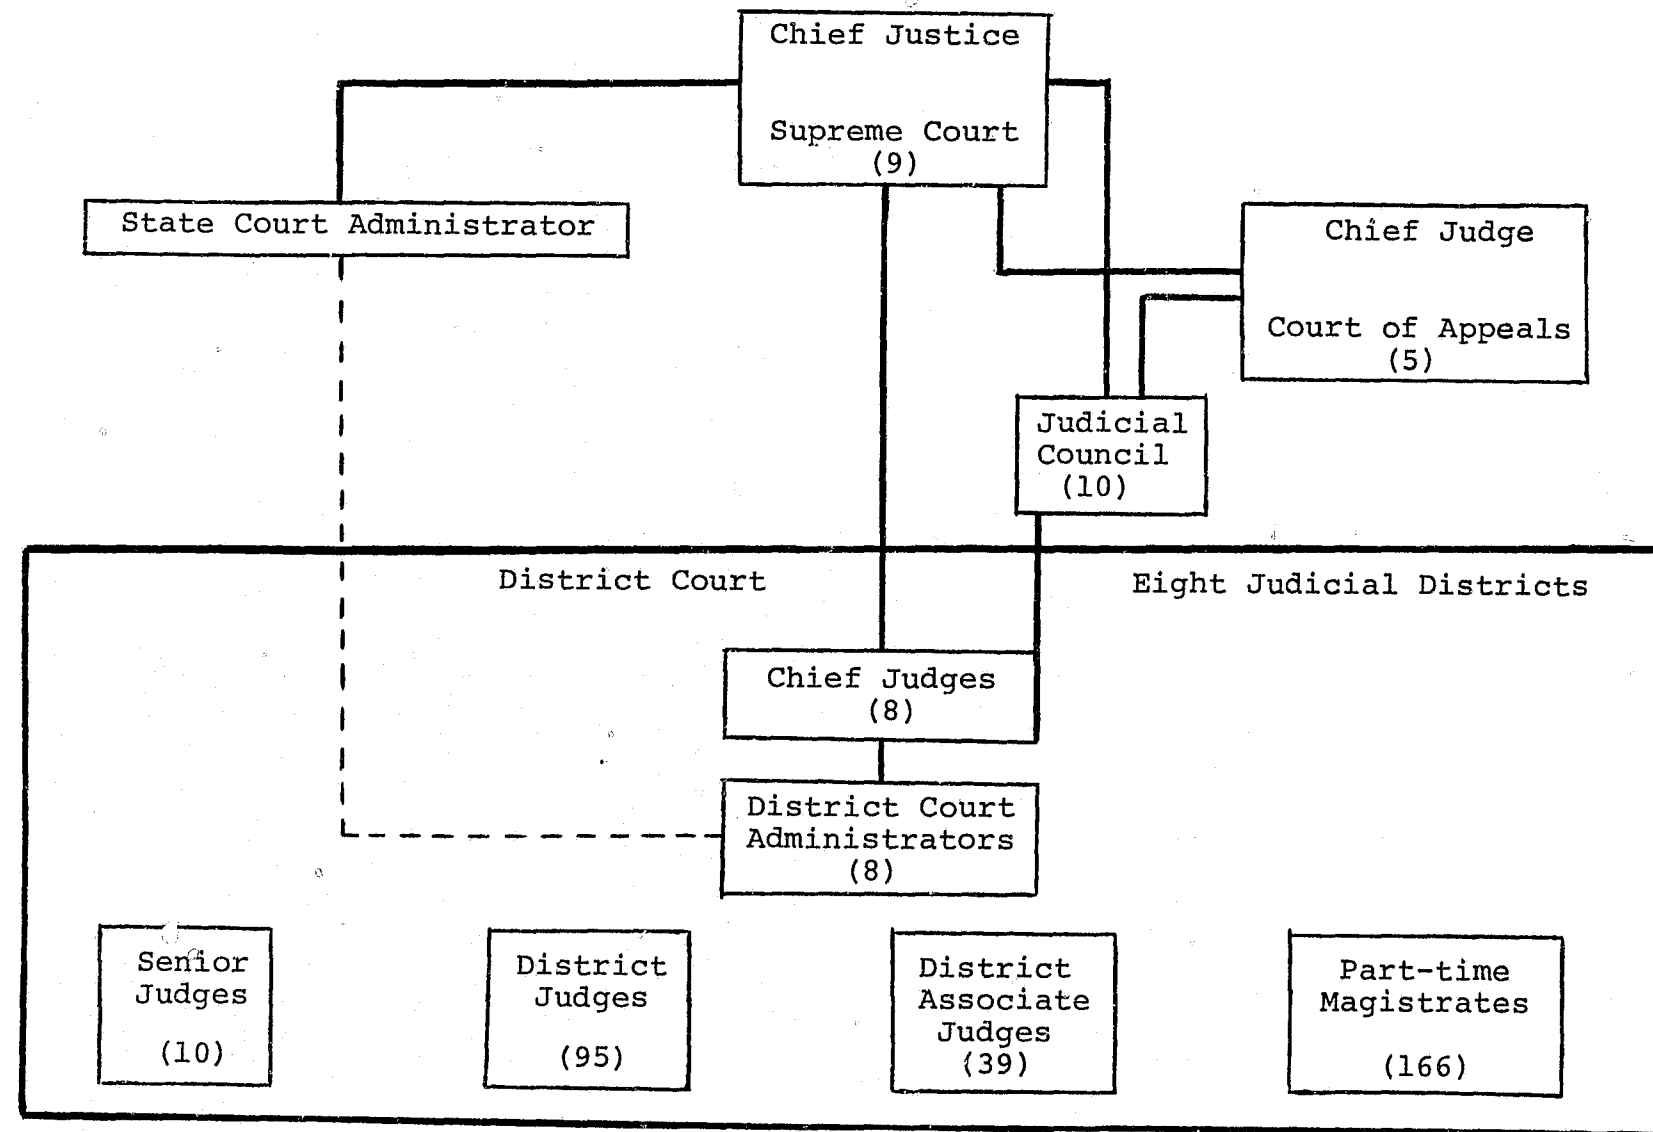 Chief Justice
Supreme Court
(9)
State Court Administrator
Chief Judge
Court of Appeals
(5)
Judicial
Council
(10)
District Court
Eight Judicial Districts
Chief Judges
(8)
District Court
Administrators
(8)
Senior
Judges
(10)
District
Judges
(95)
District
Associate
Judges
(39)
Part-time
Magistrates
(166)